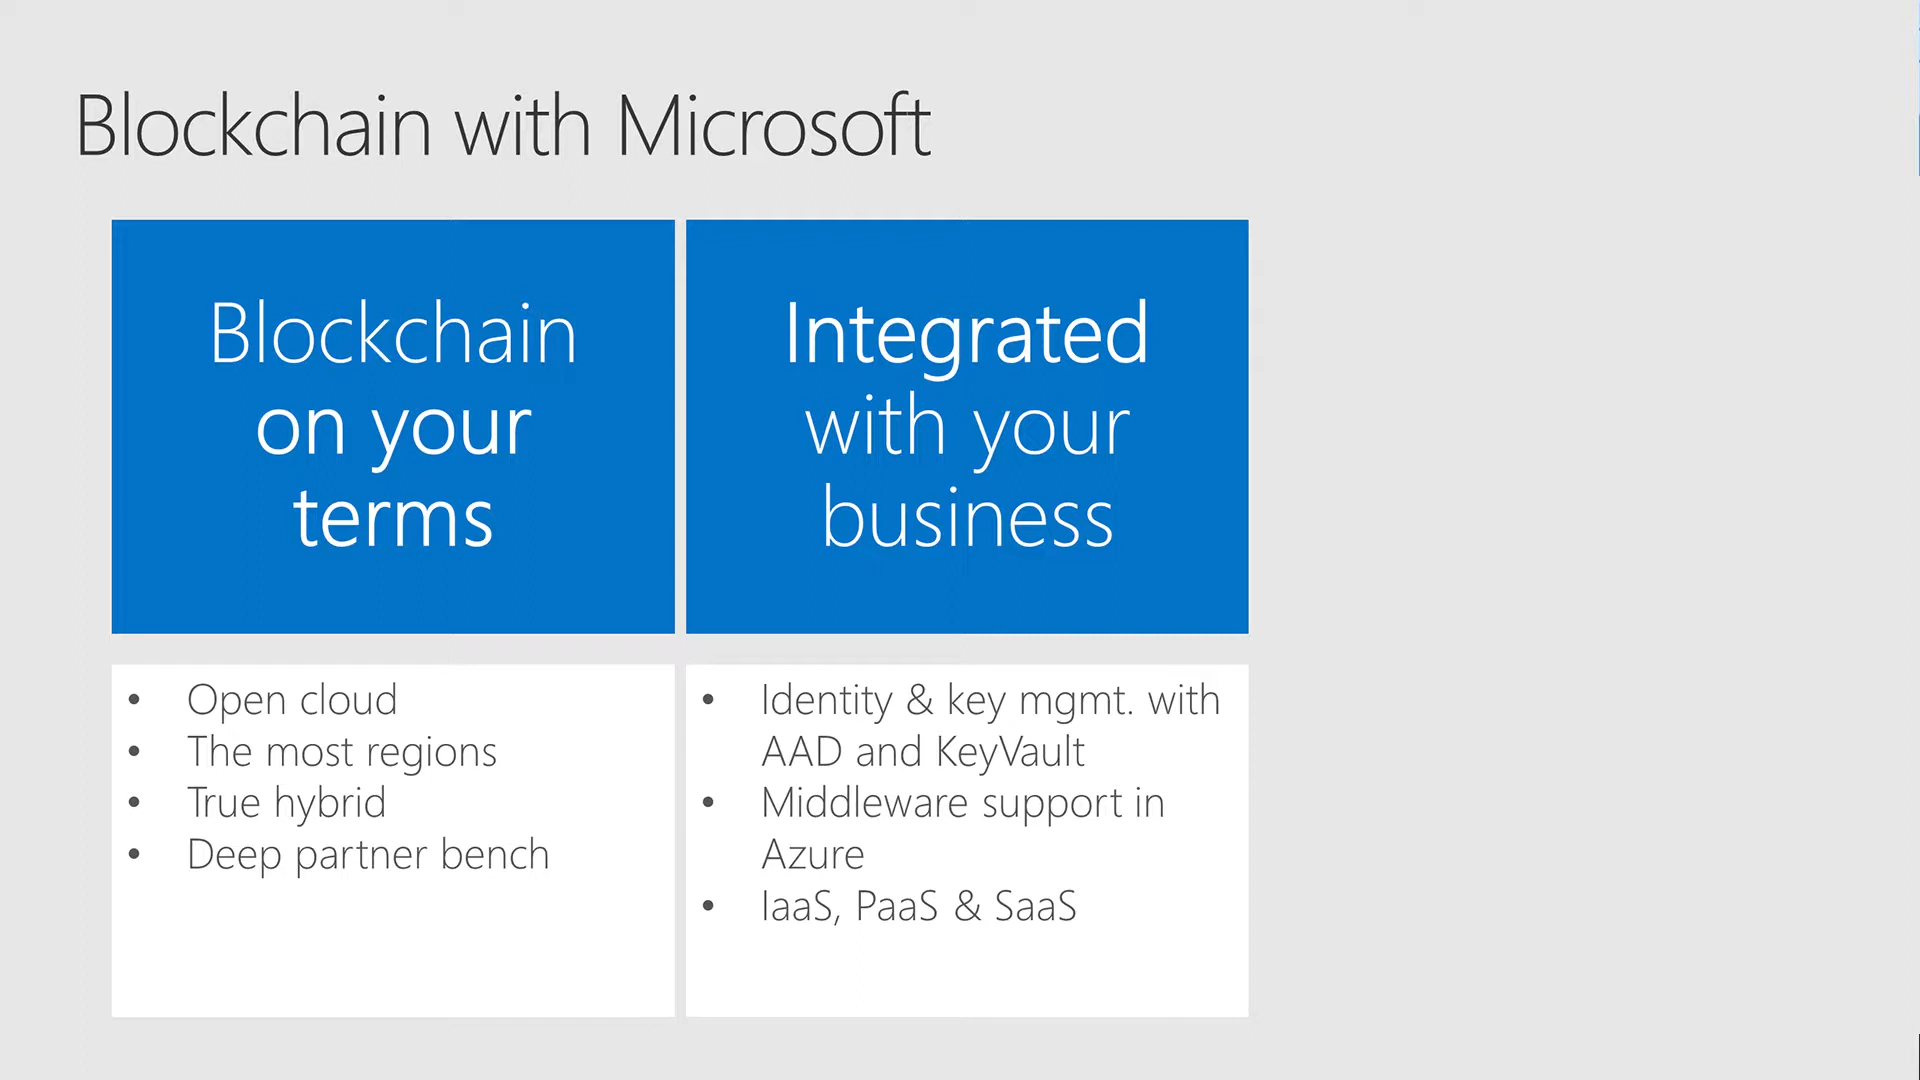 Blockchain with Microsoft
Blockchain
on your
terms
Integrated
with your
business
• Open cloud
• The most regions
• True hybrid
• Deep partner bench
• Identity & key mgmt. with
AAD and KeyVault
• Middleware support in
Azure
• IaaS, PaaS & SaaS